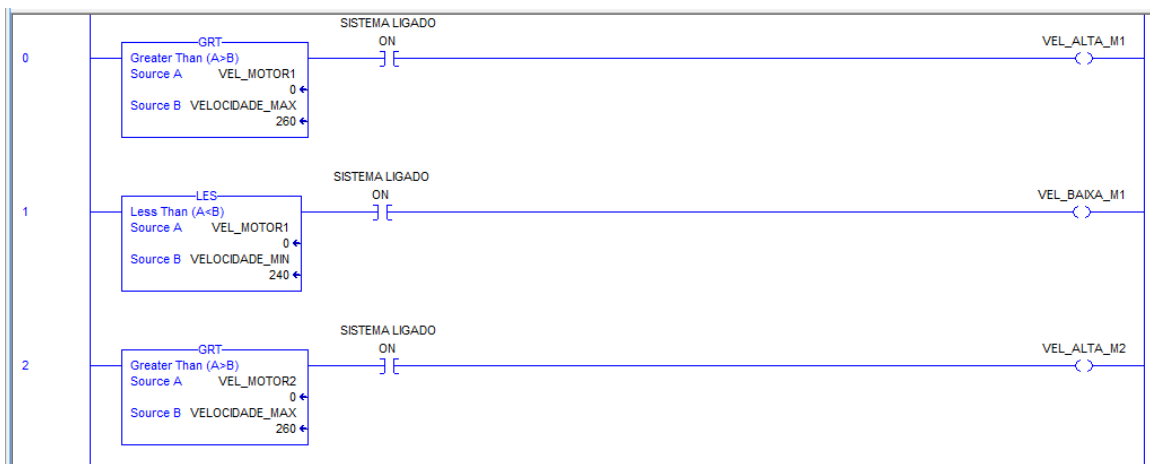 SISTEMA LIGADO
GRT ON VEL_ALTA_M1
0 Greater Than (A>B)
Source A VEL_MOTOR1
0
Source B VELOCIDADE_MAX
260
SISTEMA LIGADO
LES ON VEL_BAIXA_M1
1 Less Than (A<B)
Source A VEL_MOTOR1
0
Source B VELOCIDADE_MIN
240
SISTEMA LIGADO
GRT ON VEL_ALTA_M2
2 Greater Than (A>B)
Source A VEL_MOTOR2
0
Source B VELOCIDADE_MAX
260